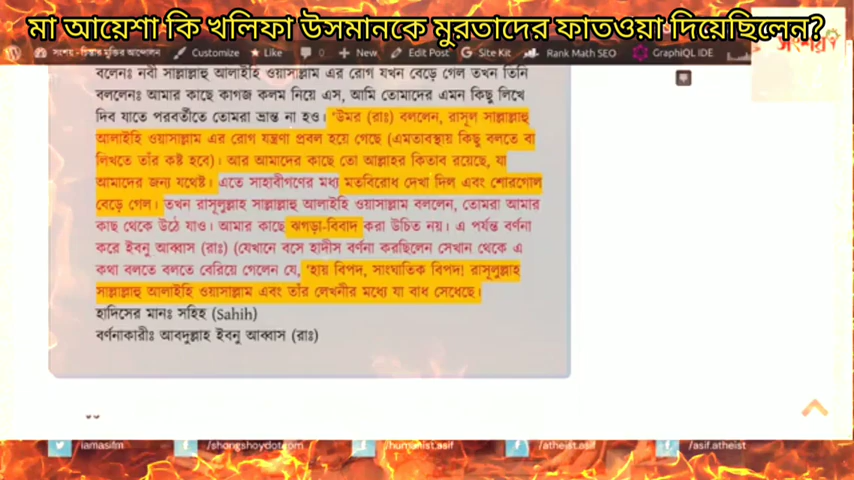 মা আয়েশা কি খলিফা উসমানকে মুরতাদের ফাতওয়া দিয়েছিলেন?
সংশয় - চিন্তার মুক্তির আন্দোলন Customize Like 0 New Edit Post Site Kit Rank Math SEO GraphiQL IDE
সংশয়
বলেনঃ নবী সাল্লাল্লাহু আলাইহি ওয়াসাল্লাম এর রোগ যখন বেড়ে গেল তখন তিনি
বললেনঃ আমার কাছে কাগজ কলম নিয়ে এস, আমি তোমাদের এমন কিছু লিখে
দিব যাতে পরবর্তীতে তোমরা ভ্রান্ত না হও। ‘উমর (রাঃ) বললেন, রাসূল সাল্লাল্লাহু
আলাইহি ওয়াসাল্লাম এর রোগ যন্ত্রণা প্রবল হয়ে গেছে (এমতাবস্থায় কিছু বলতে বা
লিখতে তাঁর কষ্ট হবে)। আর আমাদের কাছে তো আল্লাহর কিতাব রয়েছে, যা
আমাদের জন্য যথেষ্ট। এতে সাহাবীগণের মধ্য মতবিরোধ দেখা দিল এবং শোরগোল
বেড়ে গেল। তখন রাসূলুল্লাহ সাল্লাল্লাহু আলাইহি ওয়াসাল্লাম বললেন, তোমরা আমার
কাছ থেকে উঠে যাও। আমার কাছে ঝগড়া-বিবাদ করা উচিত নয়। এ পর্যন্ত বর্ণনা
করে ইবনু আব্বাস (রাঃ) (যেখানে বসে হাদীস বর্ণনা করছিলেন সেখান থেকে এ
কথা বলতে বলতে বেরিয়ে গেলেন যে, ‘হায় বিপদ, সাংঘাতিক বিপদ! রাসূলুল্লাহ
সাল্লাল্লাহু আলাইহি ওয়াসাল্লাম এবং তাঁর লেখনীর মধ্যে যা বাধ সেধেছে।
হাদিসের মানঃ সহিহ (Sahih)
বর্ণনাকারীঃ আবদুল্লাহ ইবনু আব্বাস (রাঃ)
iamasifm /shongshoydotcom /humanist.asif /atheist.asif /asif.atheist